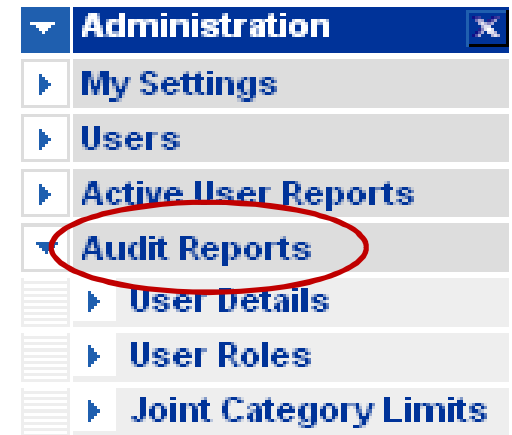 Administration
My Settings
Users
Active User Reports
Audit Reports
User Details
User Roles
Joint Category Limits